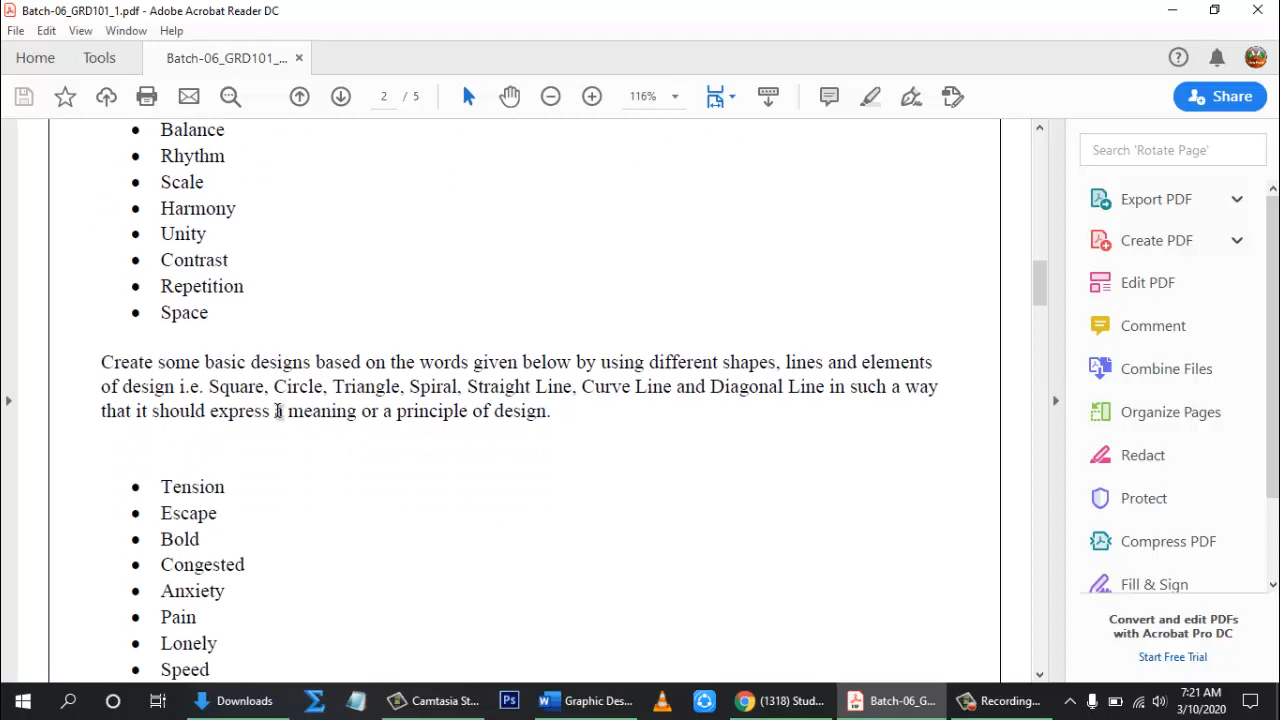 Batch-06_GRD101_1.pdf - Adobe Acrobat Reader DC
File Edit View Window Help
Home Tools Batch-06_GRD101_... ×
2 / 5 116% Share
• Balance
• Rhythm
• Scale
• Harmony
• Unity
• Contrast
• Repetition
• Space
Create some basic designs based on the words given below by using different shapes, lines and elements
of design i.e. Square, Circle, Triangle, Spiral, Straight Line, Curve Line and Diagonal Line in such a way
that it should express a meaning or a principle of design.
• Tension
• Escape
• Bold
• Congested
• Anxiety
• Pain
• Lonely
• Speed
Search 'Rotate Page'
Export PDF
Create PDF
Edit PDF
Comment
Combine Files
Organize Pages
Redact
Protect
Compress PDF
Fill & Sign
Convert and edit PDFs
with Acrobat Pro DC
Start Free Trial
Downloads Camtasia St... Ps Graphic Des... (1318) Stud... Batch-06_G... Recording...
7:21 AM
3/10/2020